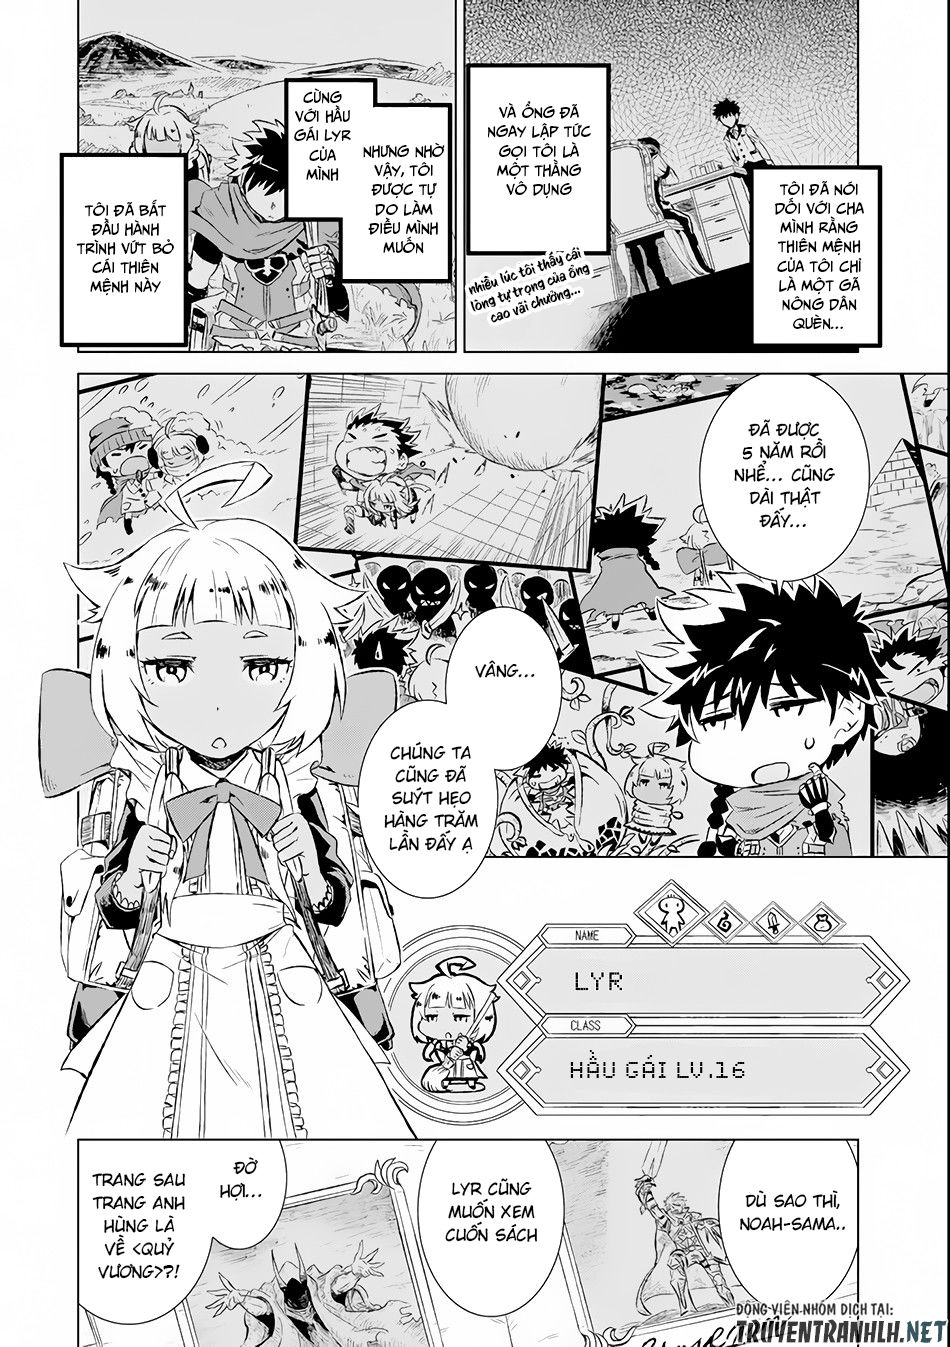 TÔI ĐÃ NÓI
DỐI VỚI CHA
MÌNH RẰNG
THIÊN MỆNH
CỦA TÔI CHỈ
LÀ MỘT GÃ
NÔNG DÂN
QUÈN...
VÀ ỔNG ĐÃ
NGAY LẬP TỨC
GỌI TÔI LÀ
MỘT THẰNG
VÔ DỤNG
nhiều lúc tôi thấy cái
lòng tự trọng của ổng
cao vãi chưởng...
NHƯNG NHỜ
VẬY, TÔI
ĐƯỢC TỰ
DO LÀM
ĐIỀU MÌNH
MUỐN
CÙNG
VỚI HẦU
GÁI LYR
CỦA
MÌNH
TÔI ĐÃ BẮT
ĐẦU HÀNH
TRÌNH VỨT BỎ
CÁI THIÊN
MỆNH NÀY
ĐÃ ĐƯỢC
5 NĂM RỒI
NHỂ... CŨNG
DÀI THẬT
ĐẤY...
VÂNG...
CHÚNG TA
CŨNG ĐÃ
SUÝT HẸO
HÀNG TRĂM
LẦN ĐẤY Ạ
NAME
LYR
CLASS
HẦU GÁI LV.16
DÙ SAO THÌ,
NOAH-SAMA..
LYR CŨNG
MUỐN XEM
CUỐN SÁCH
ĐỜ
HỢI...
TRANG SAU
TRANG ANH
HÙNG LÀ
VỀ <QUỶ
VƯƠNG>?!
ĐỘNG VIÊN NHÓM DỊCH TẠI:
TRUYENTRANHLH.NET